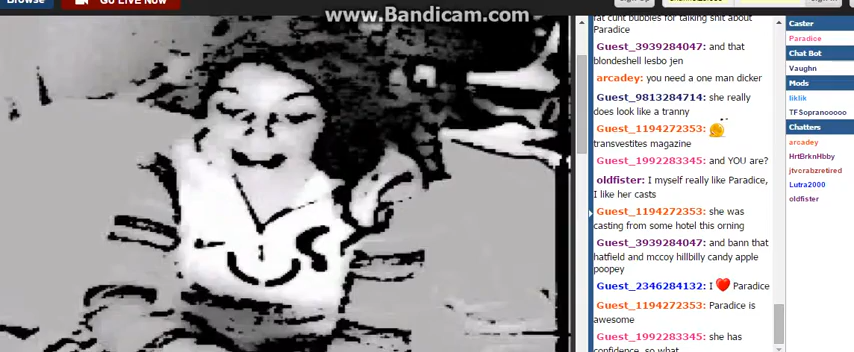 Browse
GO LIVE NOW
www.Bandicam.com
fat cunt bubbles for talking shit about
Paradice
Guest_3939284047: and that
blondeshell lesbo jen
arcadey: you need a one man dicker
Guest_9813284714: she really
does look like a tranny
Guest_1194272353:
transvestites magazine
Guest_1992283345: and YOU are?
oldfister: I myself really like Paradice,
I like her casts
Guest_1194272353: she was
casting from some hotel this orning
Guest_3939284047: and bann that
hatfield and mccoy hillbilly candy apple
poopey
Guest_2346284132: I ❤ Paradice
Guest_1194272353: Paradice is
awesome
Guest_1992283345: she has
confidence, so what
Caster
Paradice
Chat Bot
Vaughn
Mods
liklik
TFSopranooooo
Chatters
arcadey
HrtBrknHbby
jtvcrabzretired
Lutra2000
oldfister